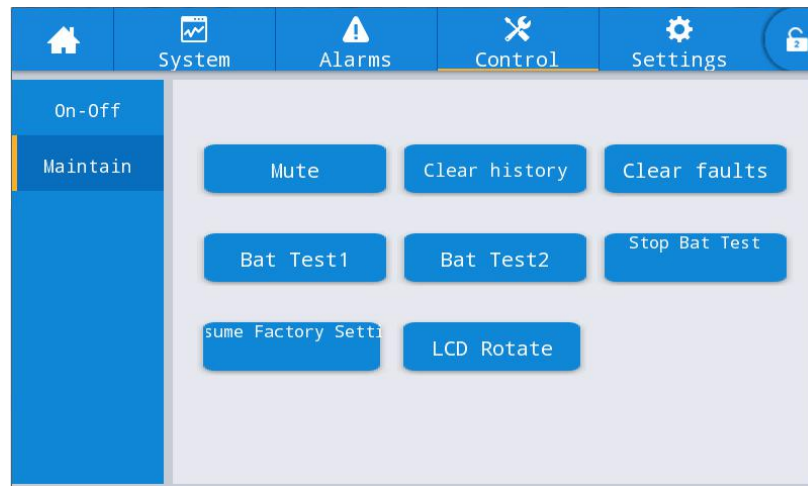 System
Alarms
Control
Settings
2
On-Off
Maintain
Mute
Clear history
Clear faults
Bat Test1
Bat Test2
Stop Bat Test
sume Factory Setti
LCD Rotate